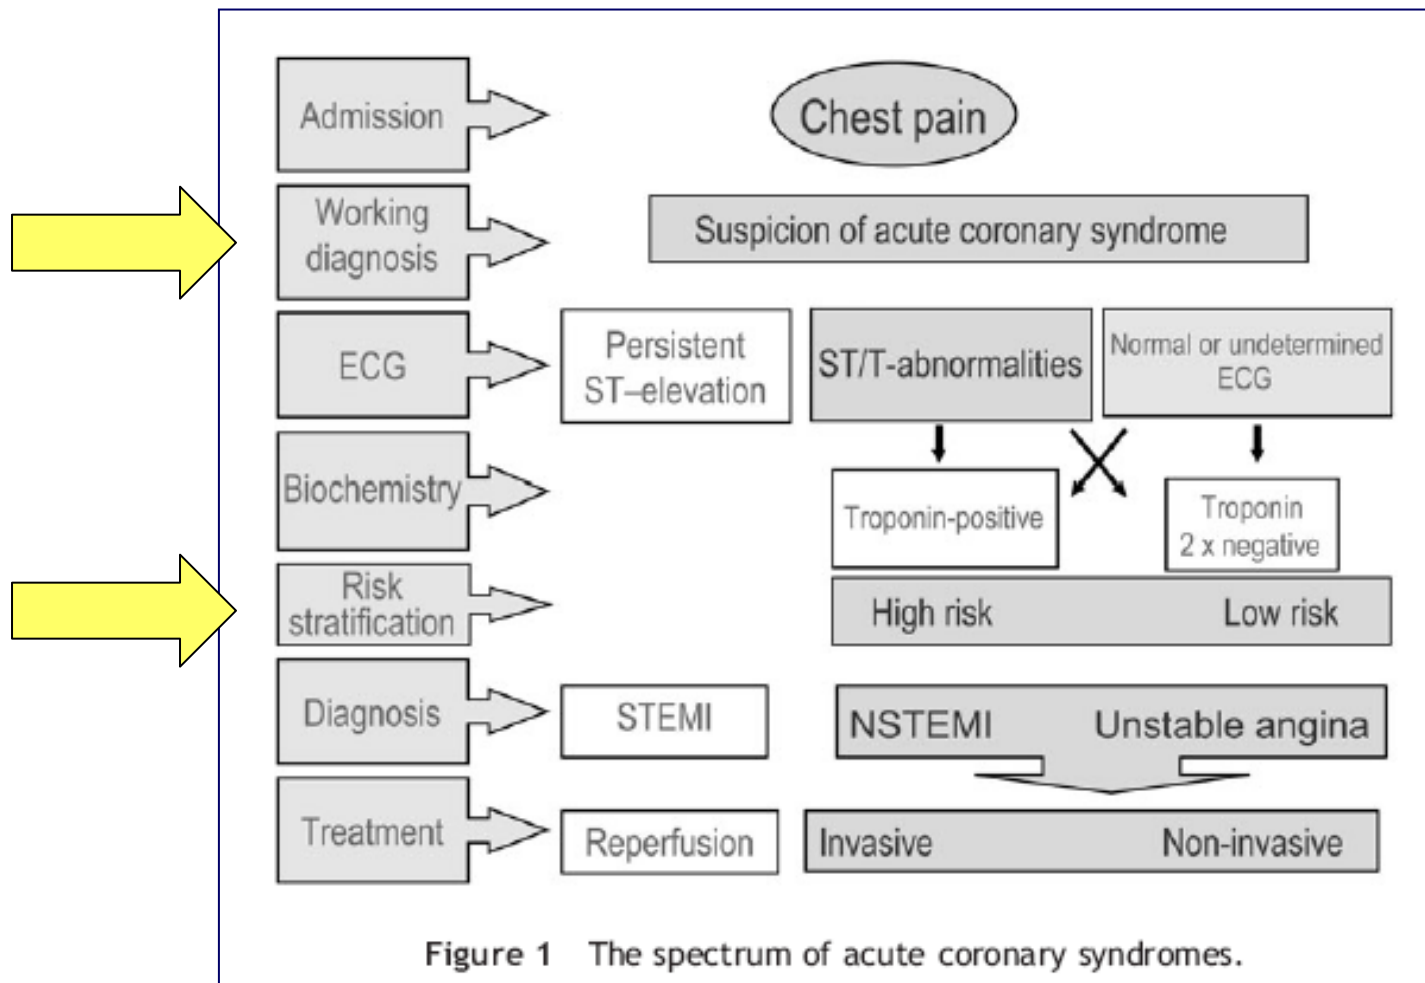 Admission
Chest pain
Working
diagnosis
Suspicion of acute coronary syndrome
ECG
Persistent
ST–elevation
ST/T-abnormalities
Normal or undetermined
ECG
Biochemistry
Troponin-positive
Troponin
2 x negative
Risk
stratification
High risk
Low risk
Diagnosis
STEMI
NSTEMI
Unstable angina
Treatment
Reperfusion
Invasive
Non-invasive
Figure 1 The spectrum of acute coronary syndromes.